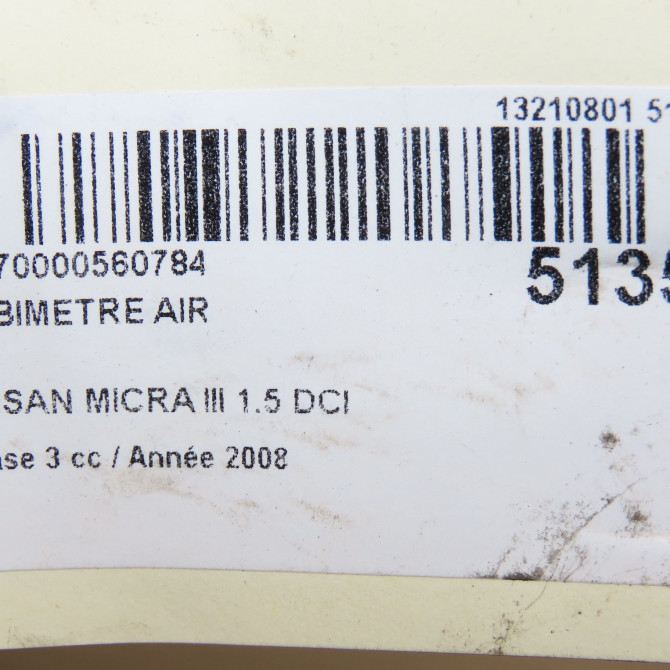 13210801 51
70000560784
5135
BIMETRE AIR
SAN MICRA III 1.5 DCI
ase 3 cc / Année 2008